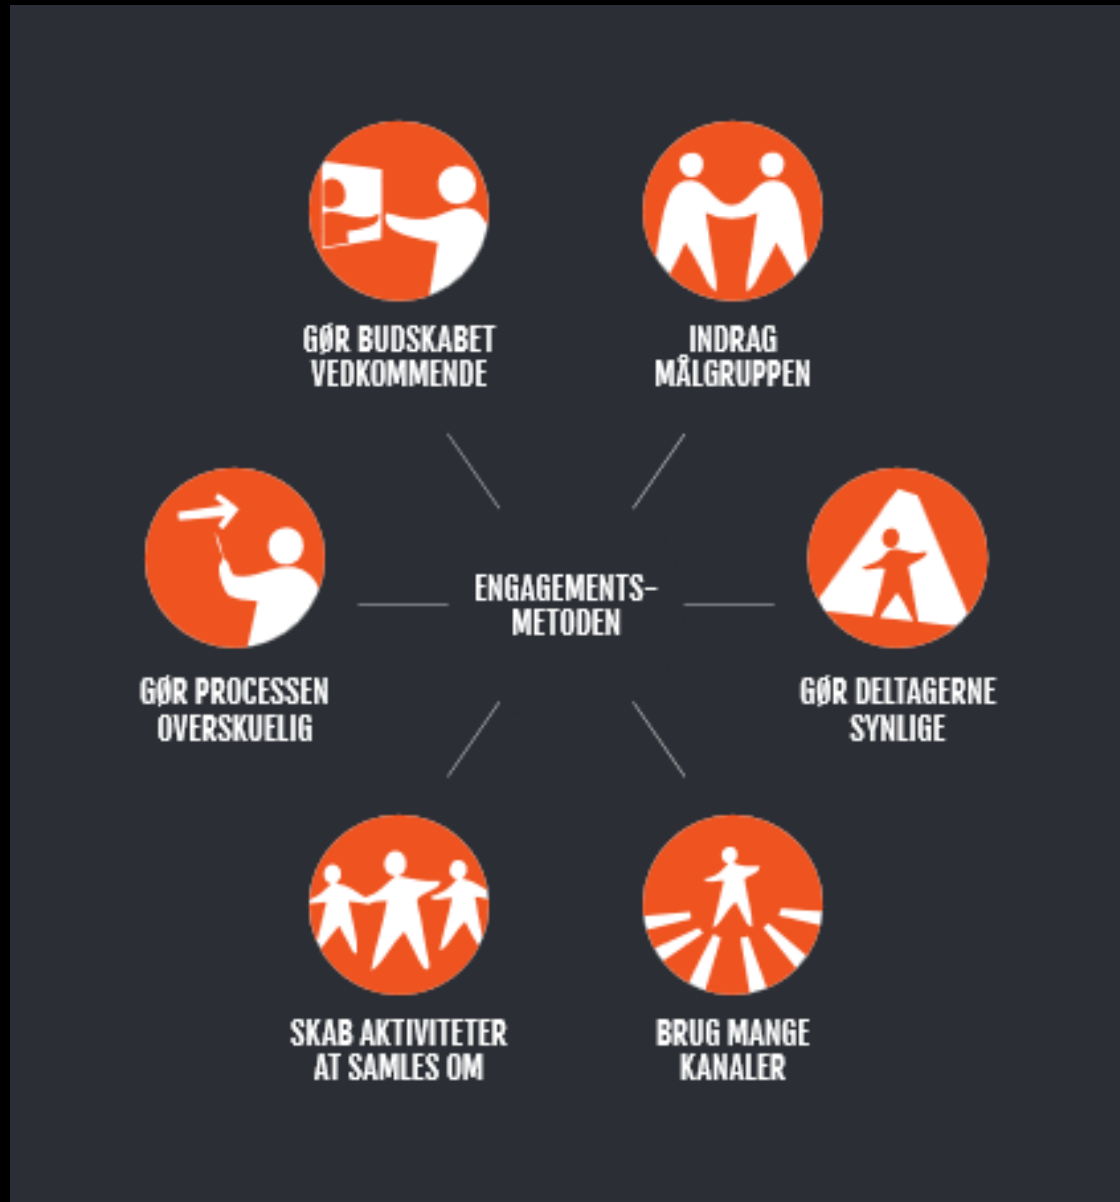 GØR BUDSKABET
VEDKOMMENDE
INDRAG
MÅLGRUPPEN
ENGAGEMENTS-
METODEN
GØR PROCESSEN
OVERSKUELIG
GØR DELTAGERNE
SYNLIGE
SKAB AKTIVITETER
AT SAMLES OM
BRUG MANGE
KANALER